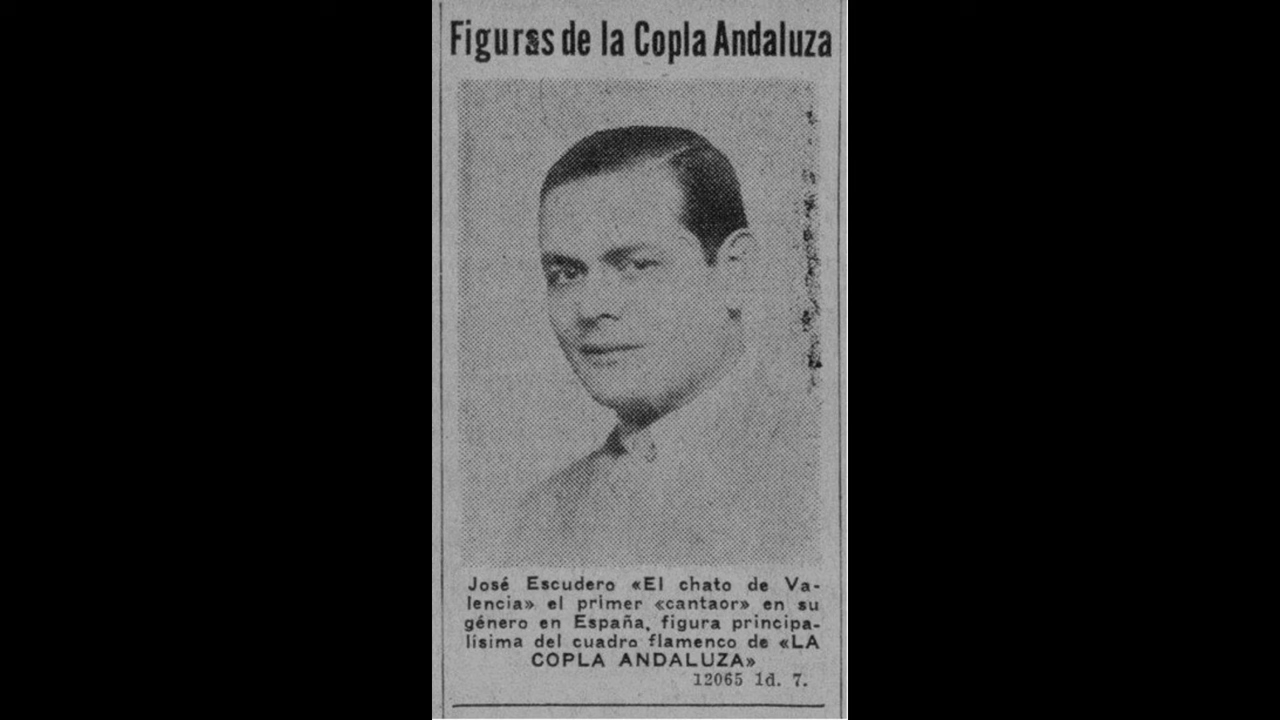 Figuras de la Copla Andaluza
José Escudero «El chato de Va-
lencia» el primer «cantaor» en su
género en España, figura principa-
lísima del cuadro flamenco de «LA
COPLA ANDALUZA»
12065 1d. 7.